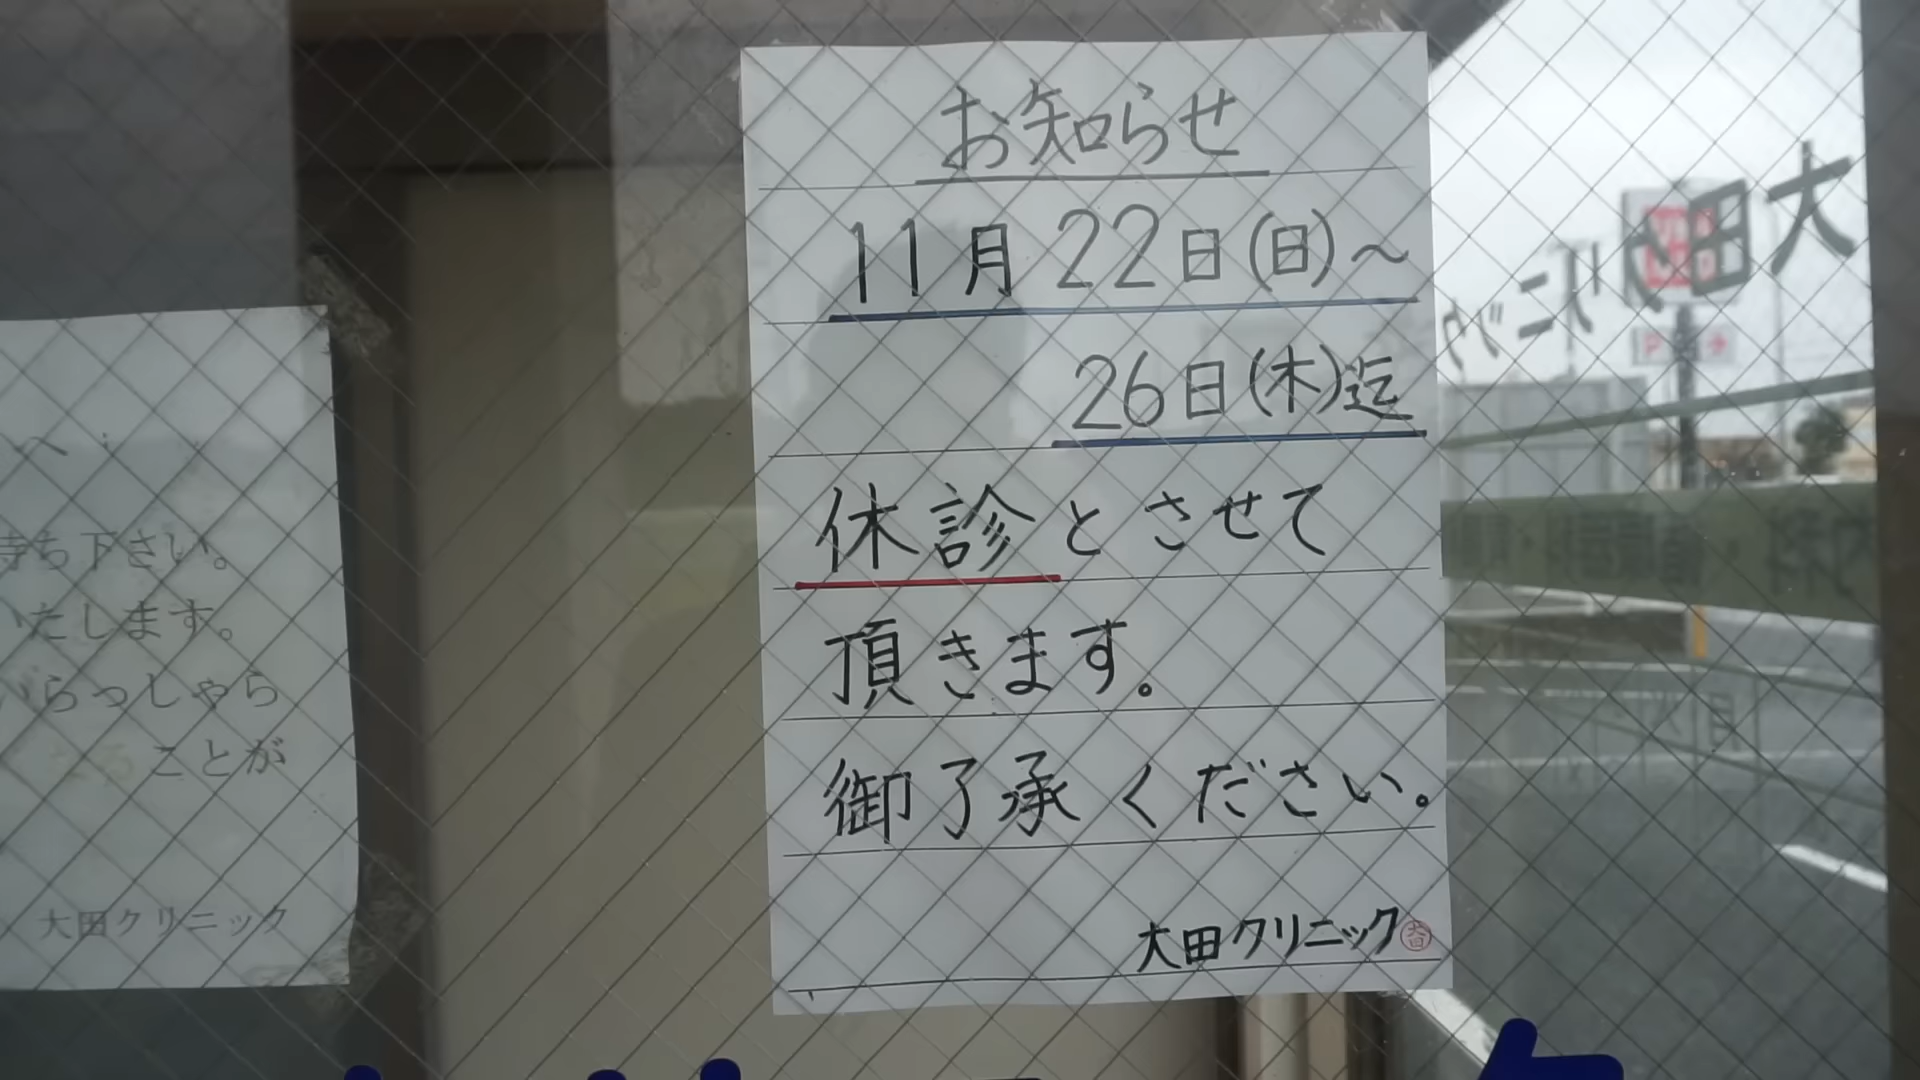 お知らせ
11月22日(日)〜
26日(木)迄
休診とさせて
頂きます。
御了承ください。
大田クリニック
待ち下さい。
いたします。
らっしゃら
なることが
大田クリニック
大田クリニック